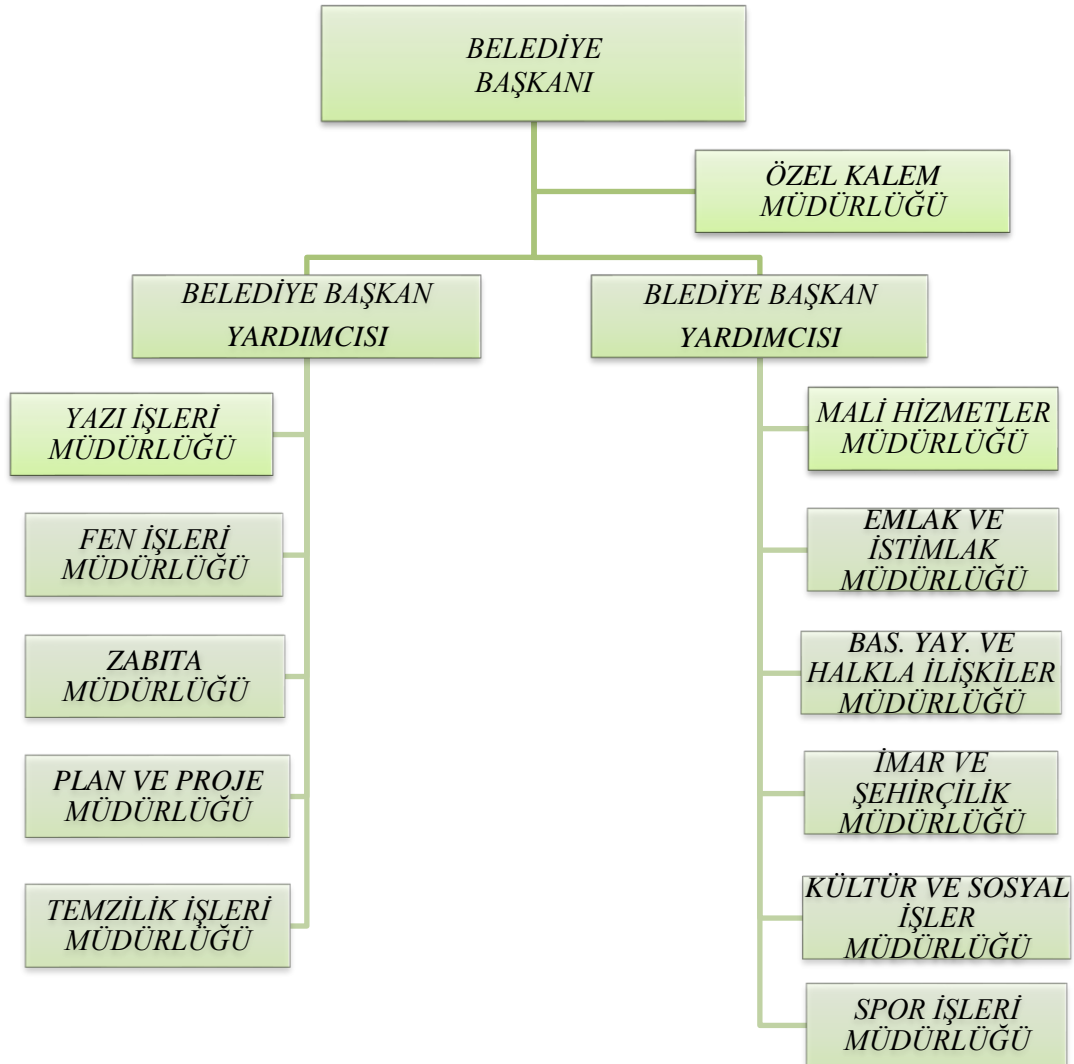 BELEDİYE
BAŞKANI
ÖZEL KALEM
MÜDÜRLÜĞÜ
BELEDİYE BAŞKAN
YARDIMCISI
BLEDİYE BAŞKAN
YARDIMCISI
YAZI İŞLERİ
MÜDÜRLÜĞÜ
FEN İŞLERİ
MÜDÜRLÜĞÜ
ZABITA
MÜDÜRLÜĞÜ
PLAN VE PROJE
MÜDÜRLÜĞÜ
TEMZİLİK İŞLERİ
MÜDÜRLÜĞÜ
MALİ HİZMETLER
MÜDÜRLÜĞÜ
EMLAK VE
İSTİMLAK
MÜDÜRLÜĞÜ
BAS. YAY. VE
HALKLA İLİŞKİLER
MÜDÜRLÜĞÜ
İMAR VE
ŞEHİRÇİLİK
MÜDÜRLÜĞÜ
KÜLTÜR VE SOSYAL
İŞLER
MÜDÜRLÜĞÜ
SPOR İŞLERİ
MÜDÜRLÜĞÜ